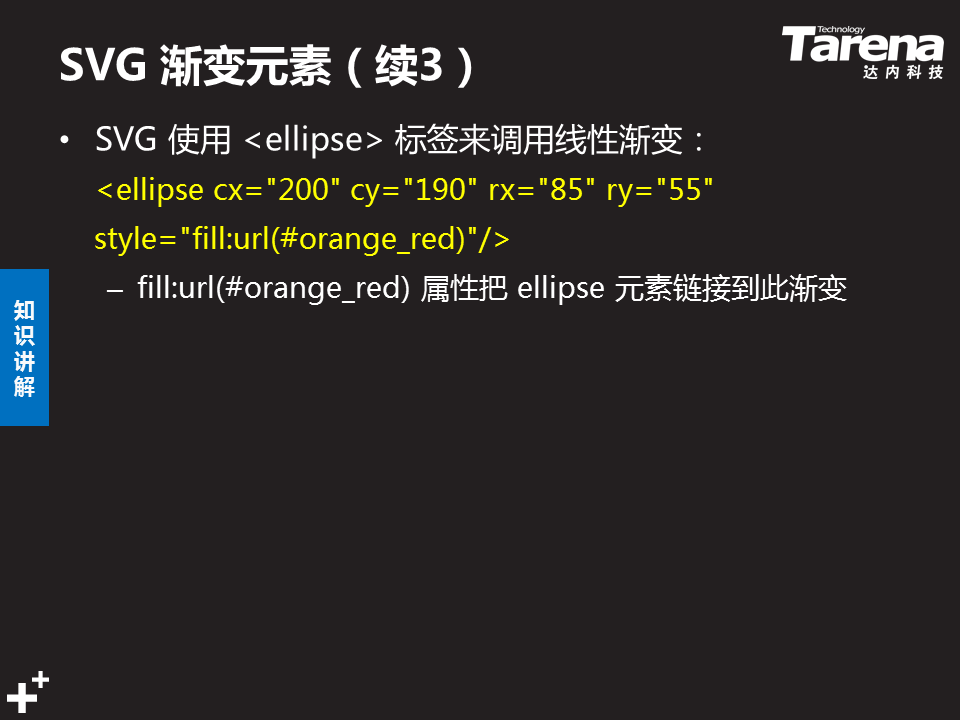 SVG 渐变元素（续3）
Technology
Tarena
达内科技
• SVG 使用 <ellipse> 标签来调用线性渐变：
<ellipse cx="200" cy="190" rx="85" ry="55"
style="fill:url(#orange_red)"/>
– fill:url(#orange_red) 属性把 ellipse 元素链接到此渐变
知
识
讲
解